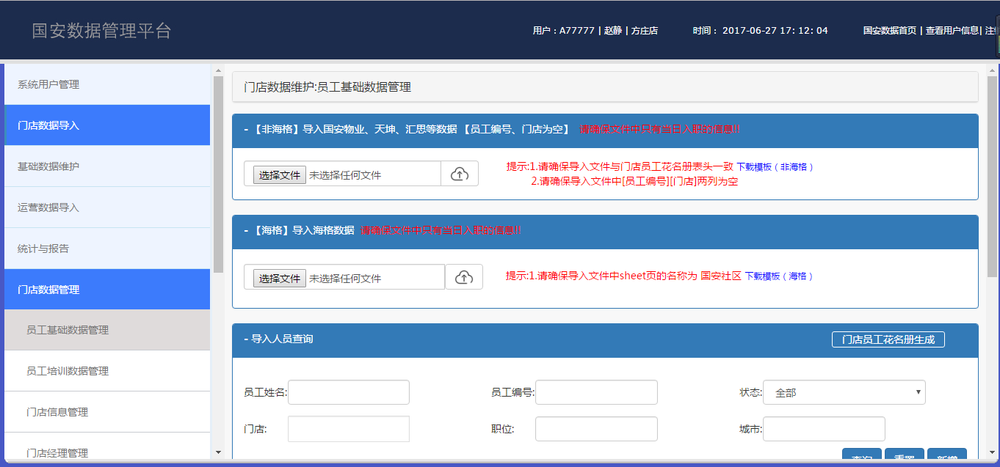 国安数据管理平台
用户：A77777 | 赵静 | 方庄店 时间： 2017-06-27 17: 12: 04 国安数据首页 | 查看用户信息| 注
系统用户管理
门店数据导入
基础数据维护
运营数据导入
统计与报告
门店数据管理
员工基础数据管理
员工培训数据管理
门店信息管理
门店经理管理
门店数据维护:员工基础数据管理
- 【非海格】导入国安物业、天坤、汇思等数据 【员工编号、门店为空】 请确保文件中只有当日入职的信息!!
选择文件 未选择任何文件
提示:1.请确保导入文件与门店员工花名册表头一致 下载模板（非海格）
2.请确保导入文件中[员工编号][门店]两列为空
- 【海格】导入海格数据 请确保文件中只有当日入职的信息!!
选择文件 未选择任何文件
提示:1.请确保导入文件中sheet页的名称为 国安社区 下载模板（海格）
- 导入人员查询 门店员工花名册生成
员工姓名: 员工编号: 状态: 全部
门店: 职位: 城市:
查询 重置 新增